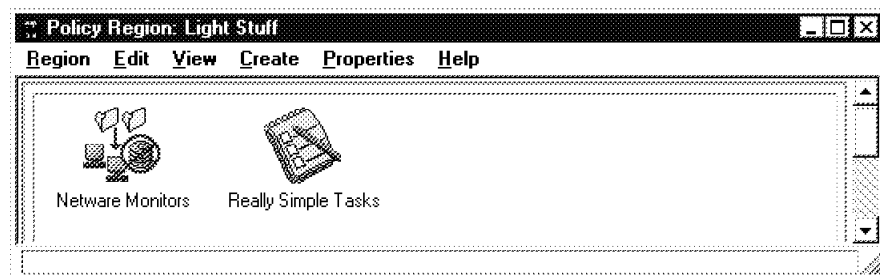 Policy Region: Light Stuff
Region Edit View Create Properties Help
Netware Monitors Really Simple Tasks